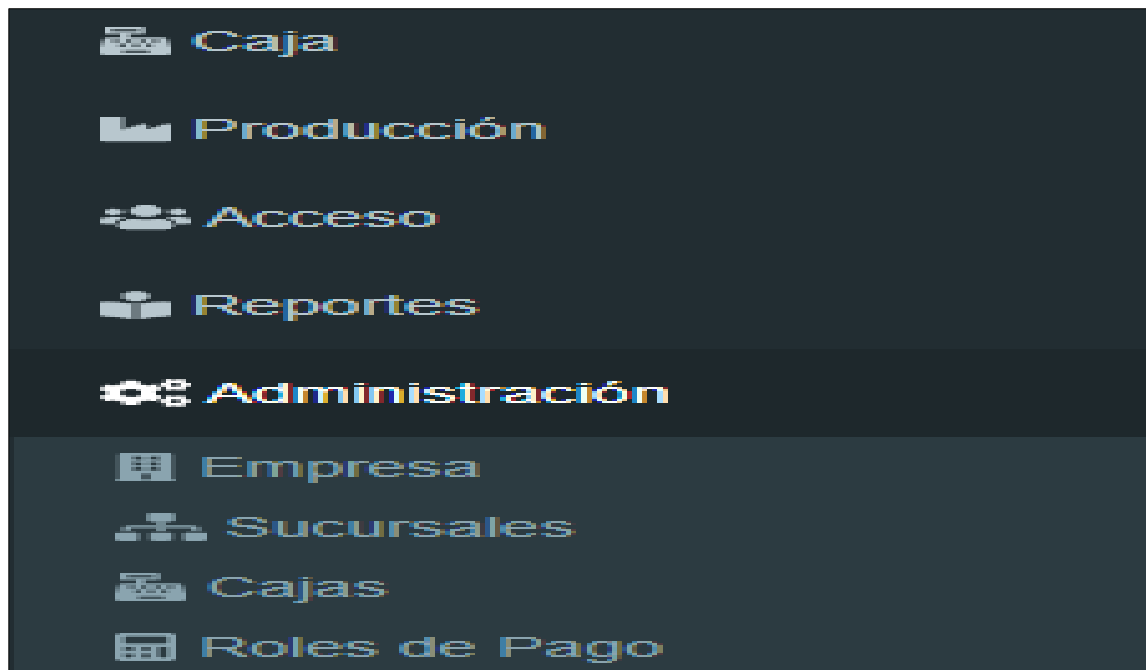 Caja
Producción
Acceso
Reportes
Administración
Empresa
Sucursales
Cajas
Roles de Pago